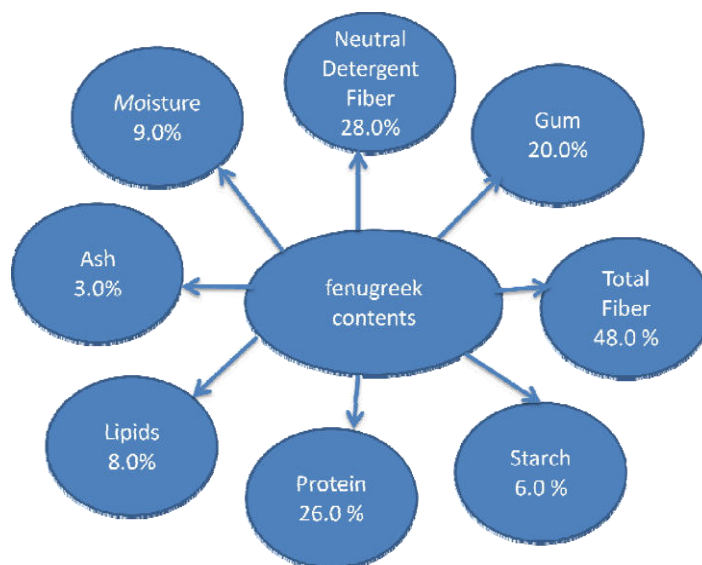 Neutral
Detergent
Fiber
28.0%
Moisture
9.0%
Gum
20.0%
Ash
3.0%
fenugreek
contents
Total
Fiber
48.0 %
Lipids
8.0%
Protein
26.0 %
Starch
6.0 %